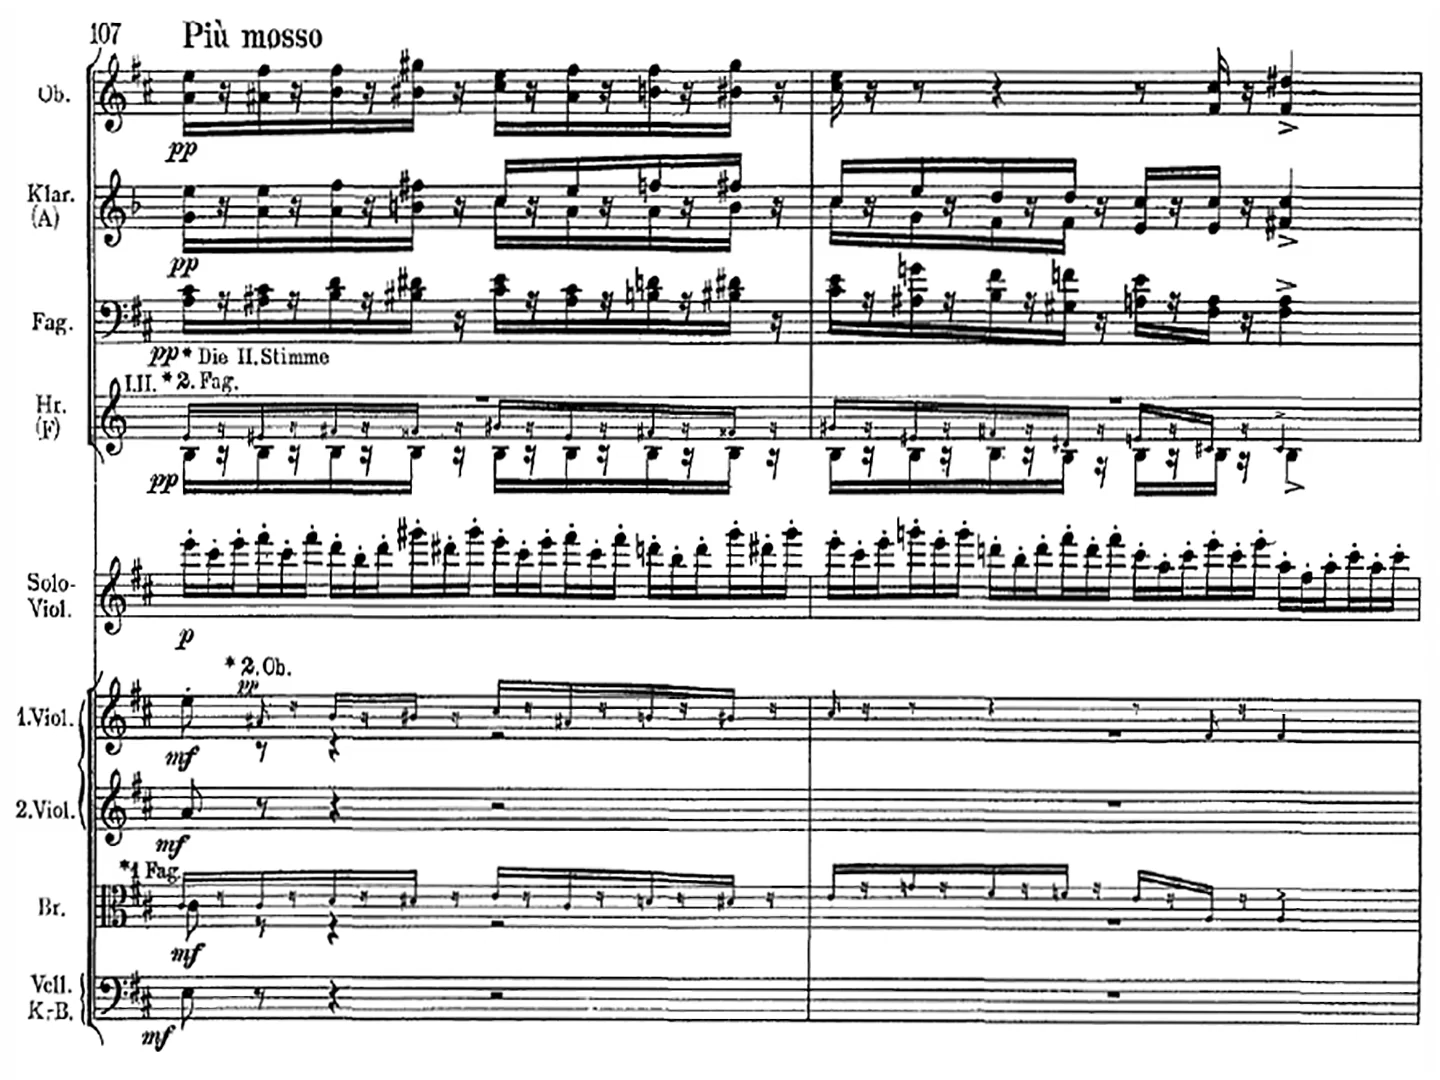 107 Più mosso
Ob.
pp
Klar.
(A)
pp
Fag.
pp * Die II. Stimme
I.II. * 2. Fag.
Hr.
(F)
pp
Solo-
Viol.
p
* 2. Ob.
pp
1. Viol.
mf
2. Viol.
mf
*1 Fag.
Br.
mf
Vcll.
K.-B.
mf